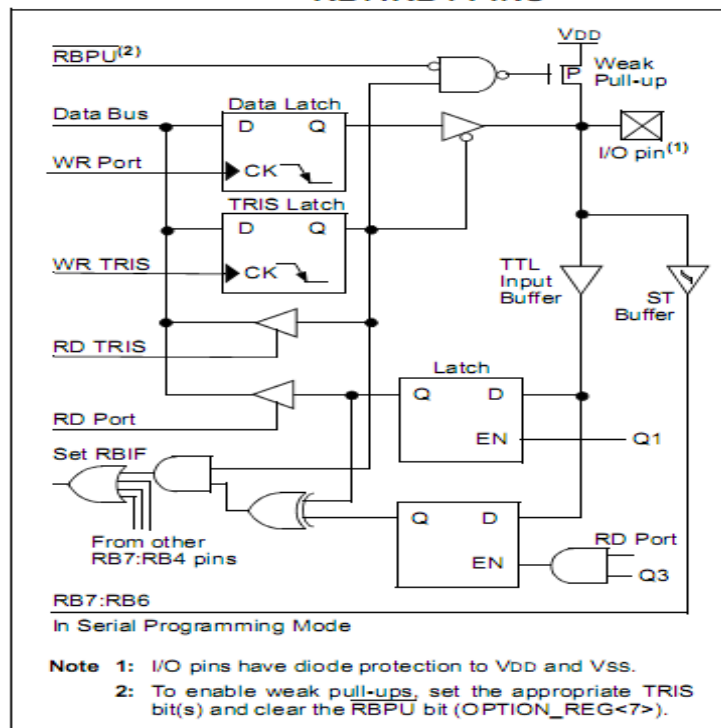 RBPU(2)
VDD
P
Weak
Pull-up
Data Bus
Data Latch
D Q
I/O pin(1)
WR Port
CK
TRIS Latch
D Q
WR TRIS
CK
TTL
Input
Buffer
ST
Buffer
RD TRIS
Latch
Q D
RD Port
EN
Q1
Set RBIF
Q D
From other
RB7:RB4 pins
RD Port
EN
Q3
RB7:RB6
In Serial Programming Mode
Note 1: I/O pins have diode protection to VDD and VSS.
2: To enable weak pull-ups, set the appropriate TRIS
bit(s) and clear the RBPU bit (OPTION_REG<7>).